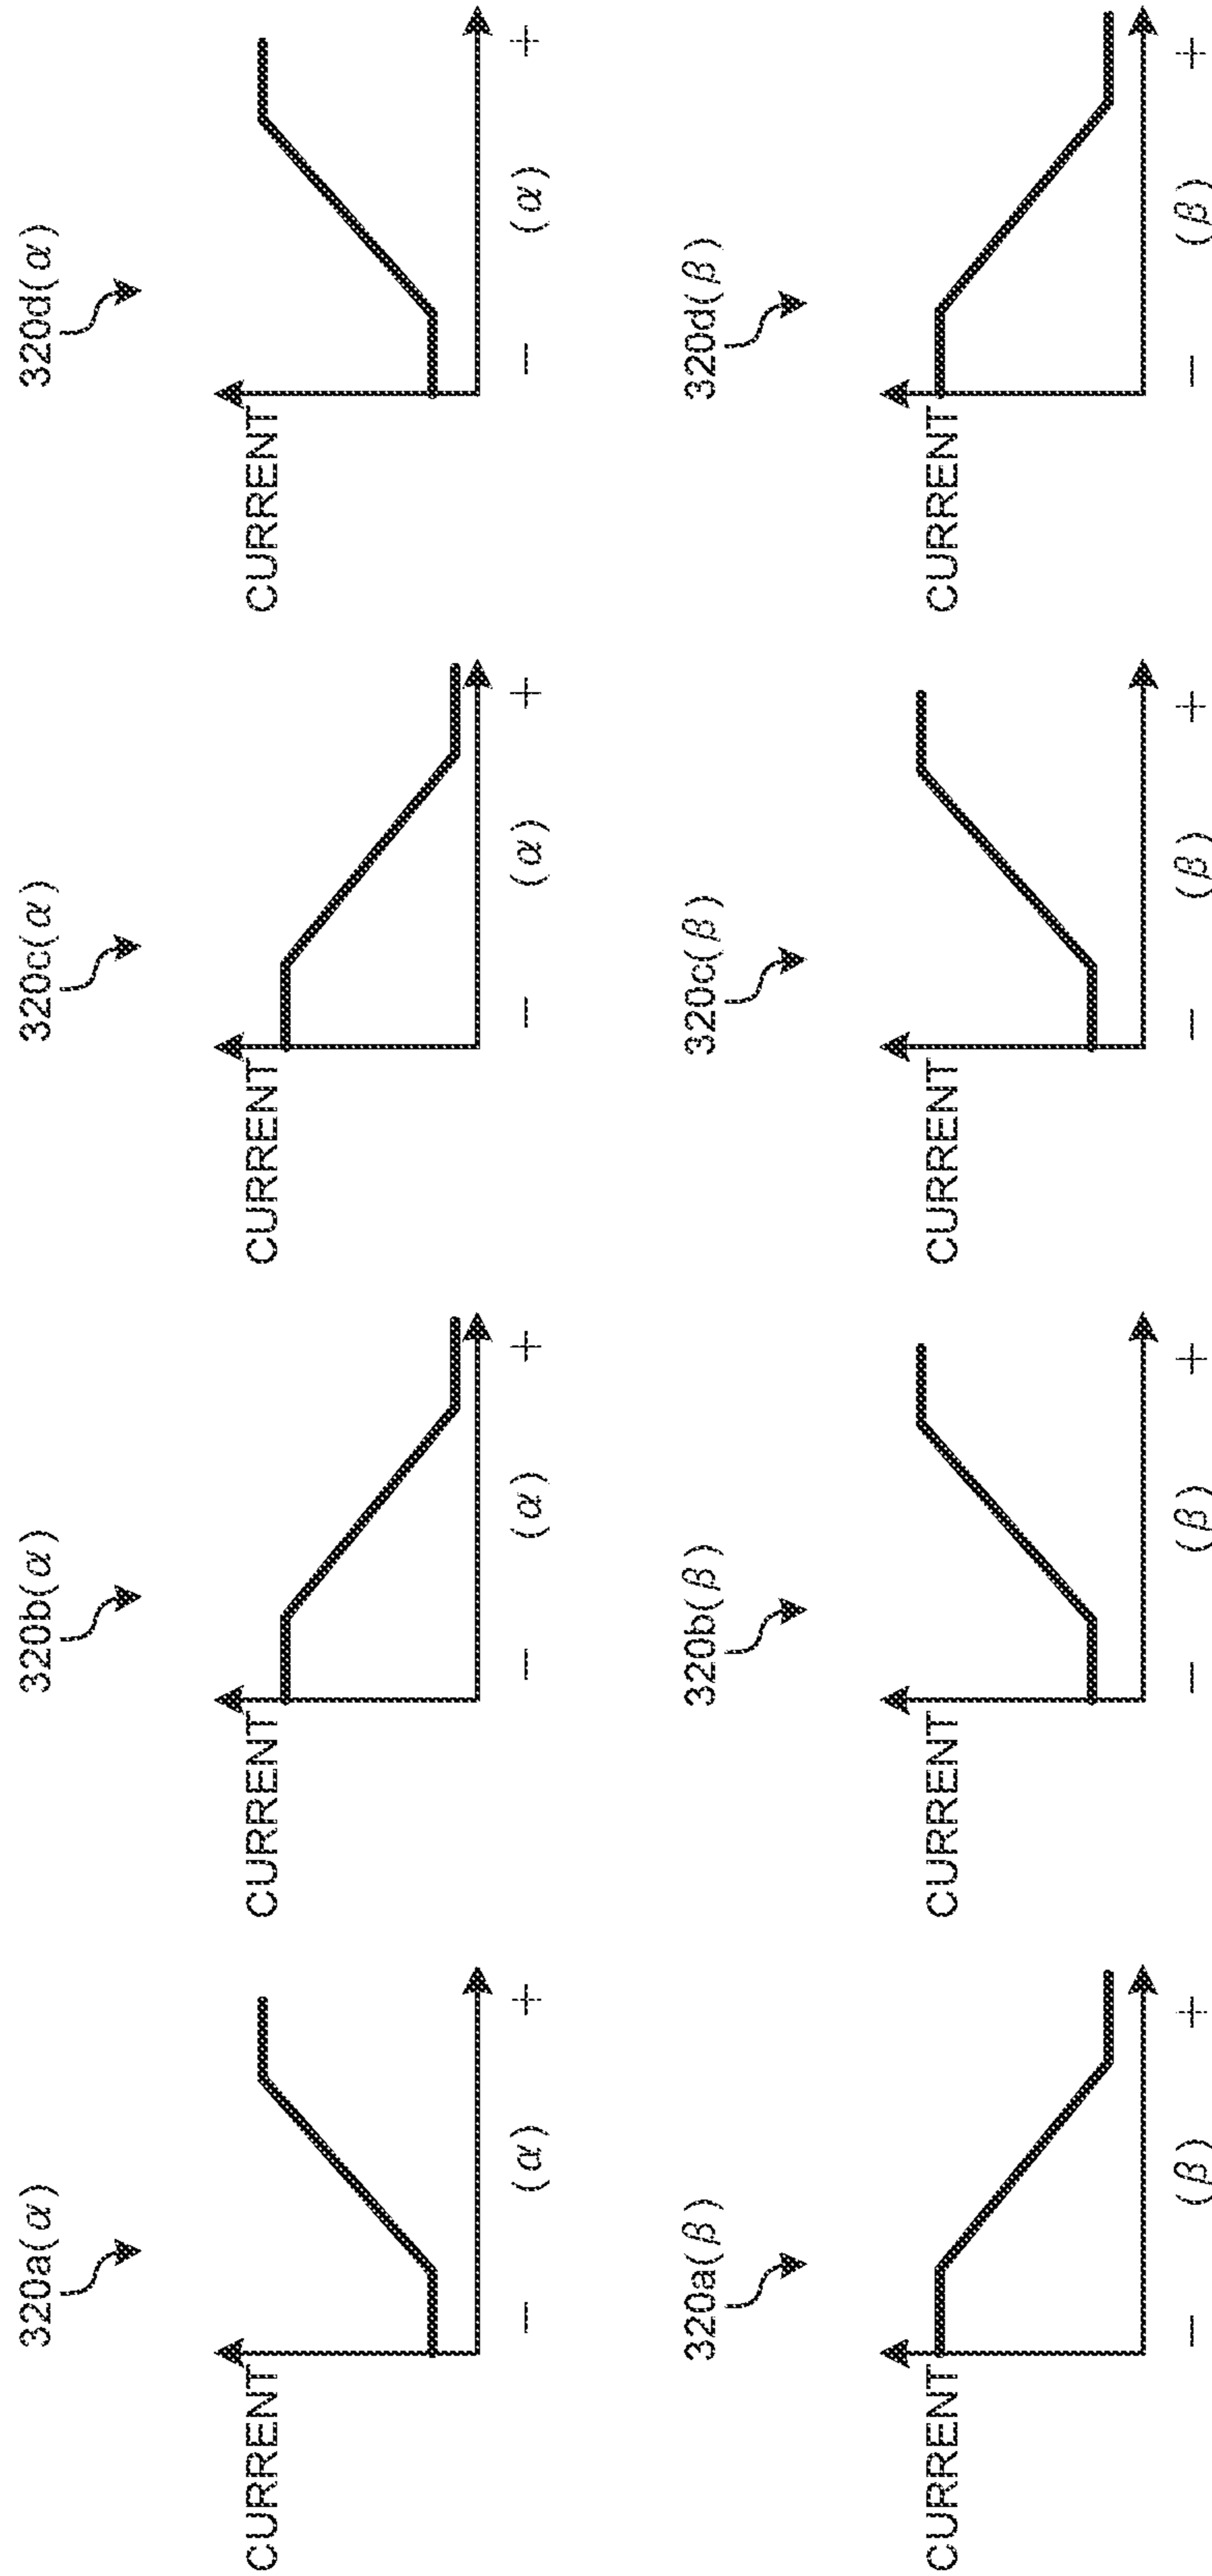 320a(α)
320b(α)
320c(α)
320d(α)
CURRENT
CURRENT
CURRENT
CURRENT
− (α) +
− (α) +
− (α) +
− (α) +
320a(β)
320b(β)
320c(β)
320d(β)
CURRENT
CURRENT
CURRENT
CURRENT
− (β) +
− (β) +
− (β) +
− (β) +